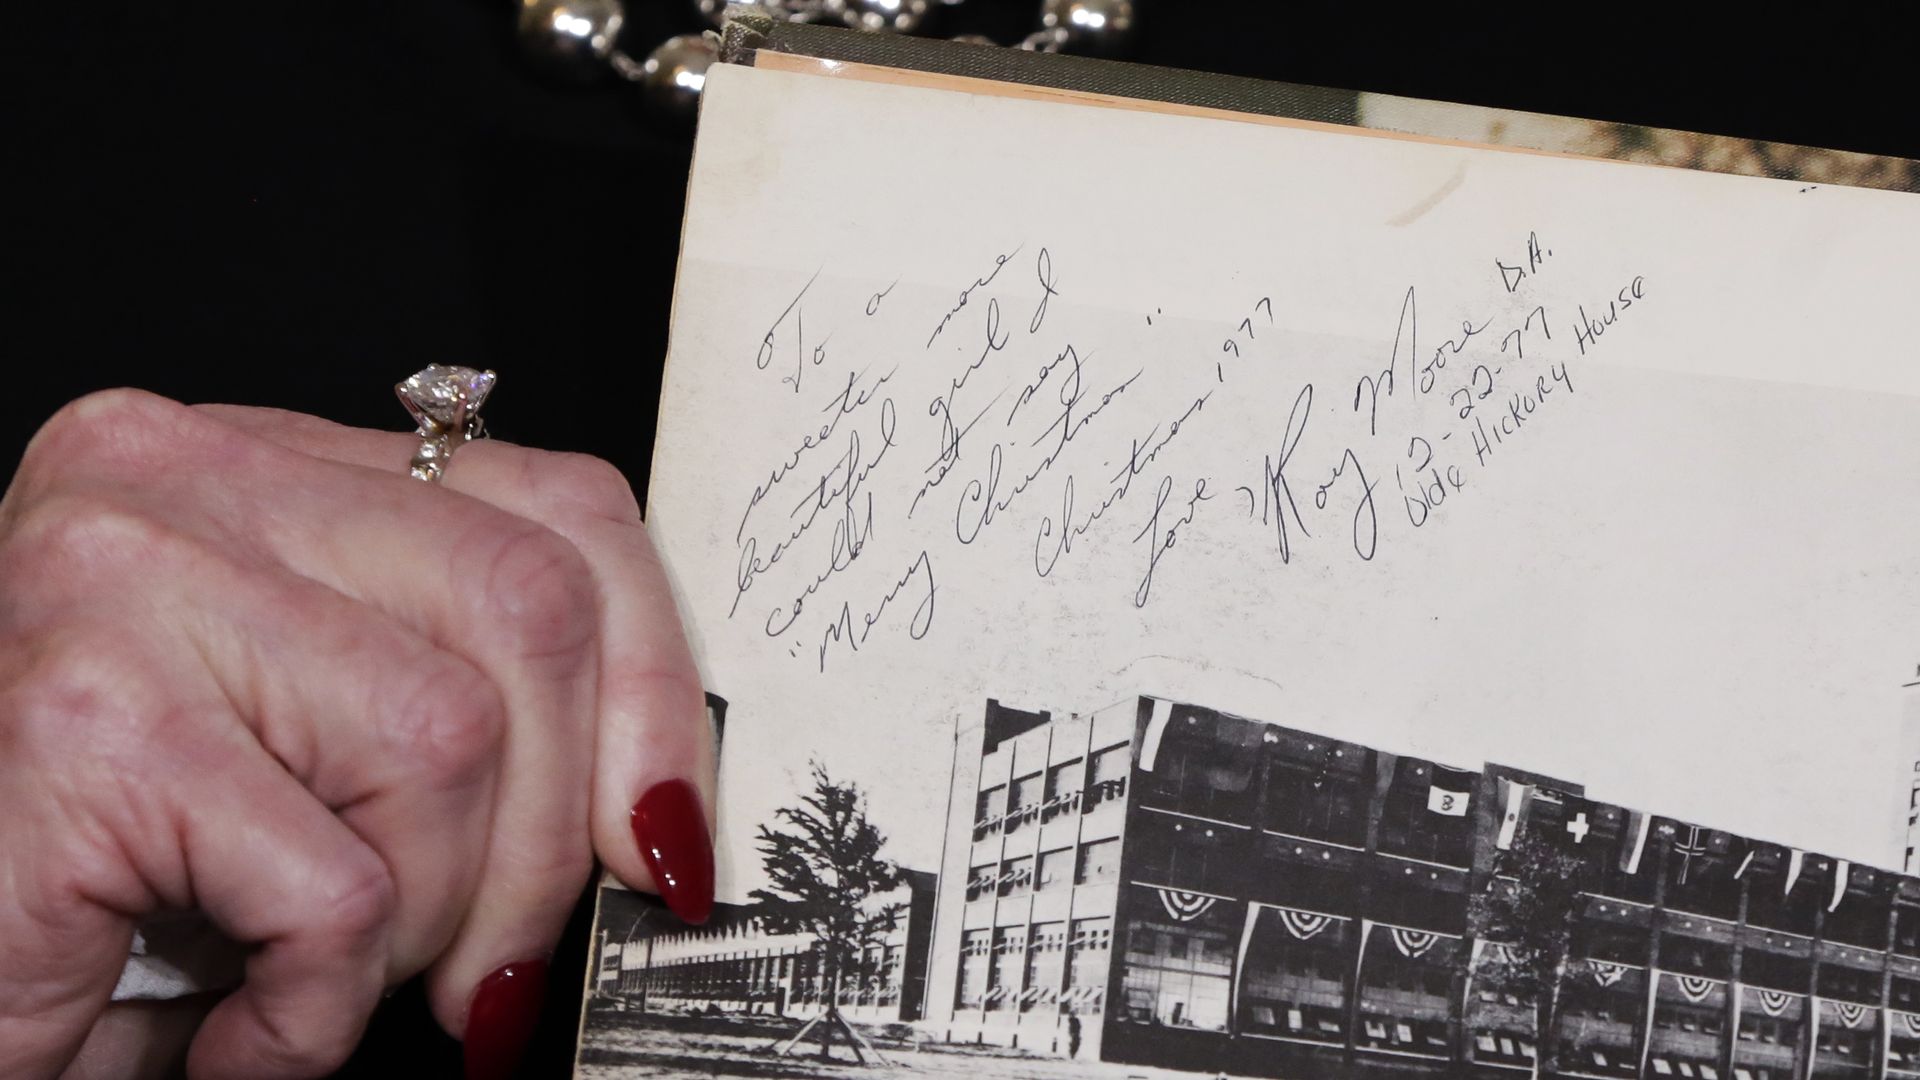 To a
sweeter more
beautiful girl I
could not say
"Merry Christmas"
Christmas 1977
Love
Roy Moore D.A.
12-22-77
Olde Hickory House
8